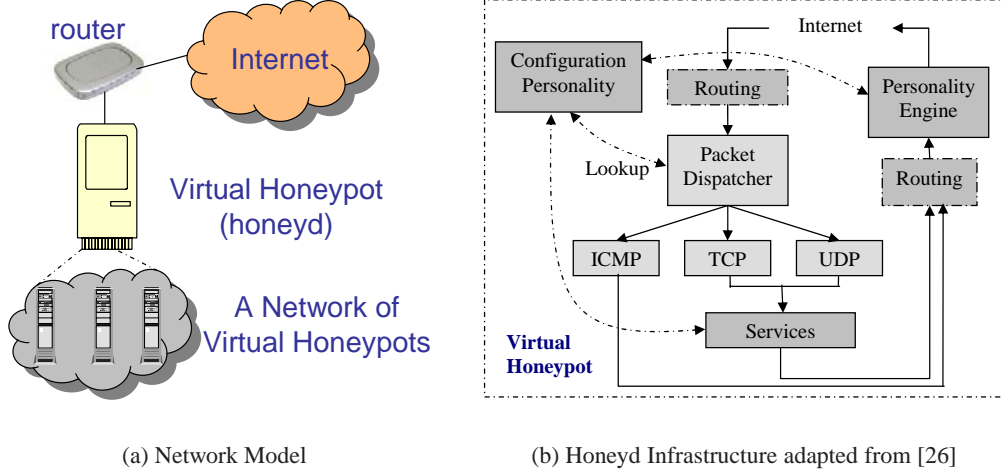 router
Internet
Virtual Honeypot
(honeyd)
A Network of
Virtual Honeypots
(a) Network Model
Internet
Configuration
Personality
Routing
Personality
Engine
Lookup
Packet
Dispatcher
Routing
ICMP
TCP
UDP
Services
Virtual
Honeypot
(b) Honeyd Infrastructure adapted from [26]